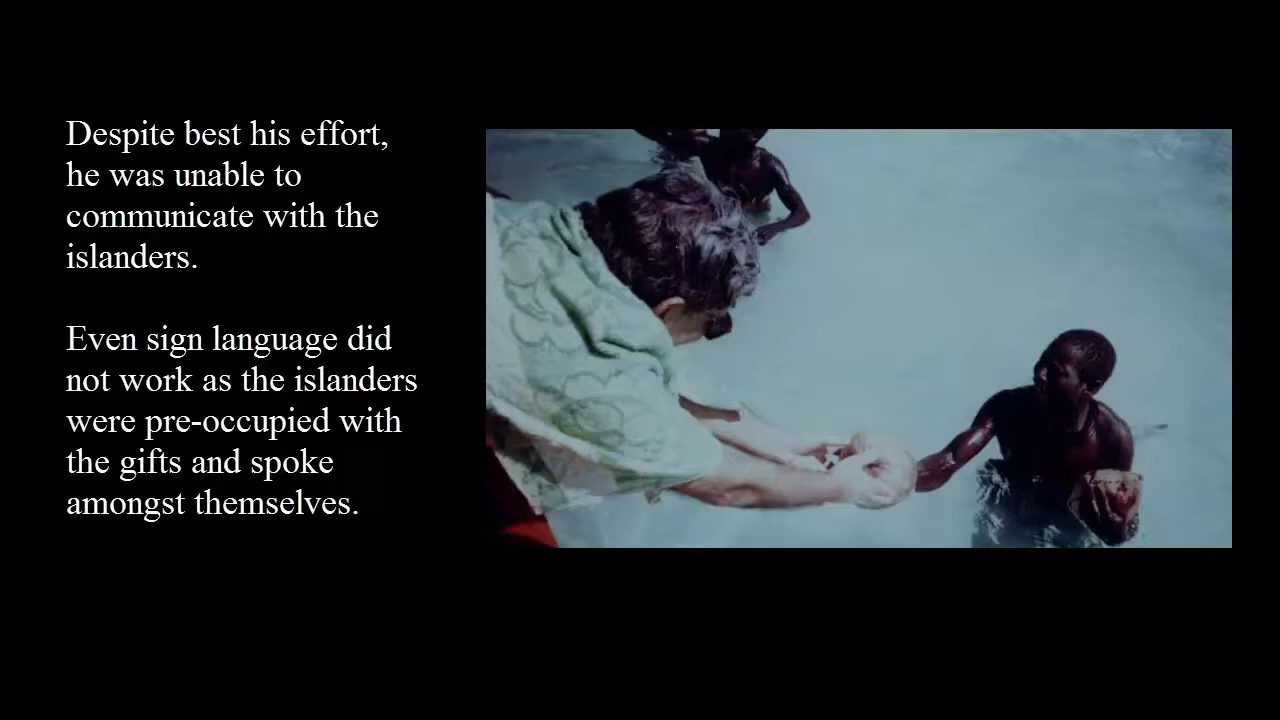 Despite best his effort,
he was unable to
communicate with the
islanders.
Even sign language did
not work as the islanders
were pre-occupied with
the gifts and spoke
amongst themselves.